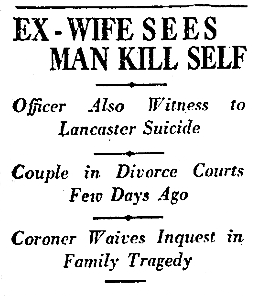 EX-WIFE SEES
MAN KILL SELF
Officer Also Witness to
Lancaster Suicide
Couple in Divorce Courts
Few Days Ago
Coroner Waives Inquest in
Family Tragedy